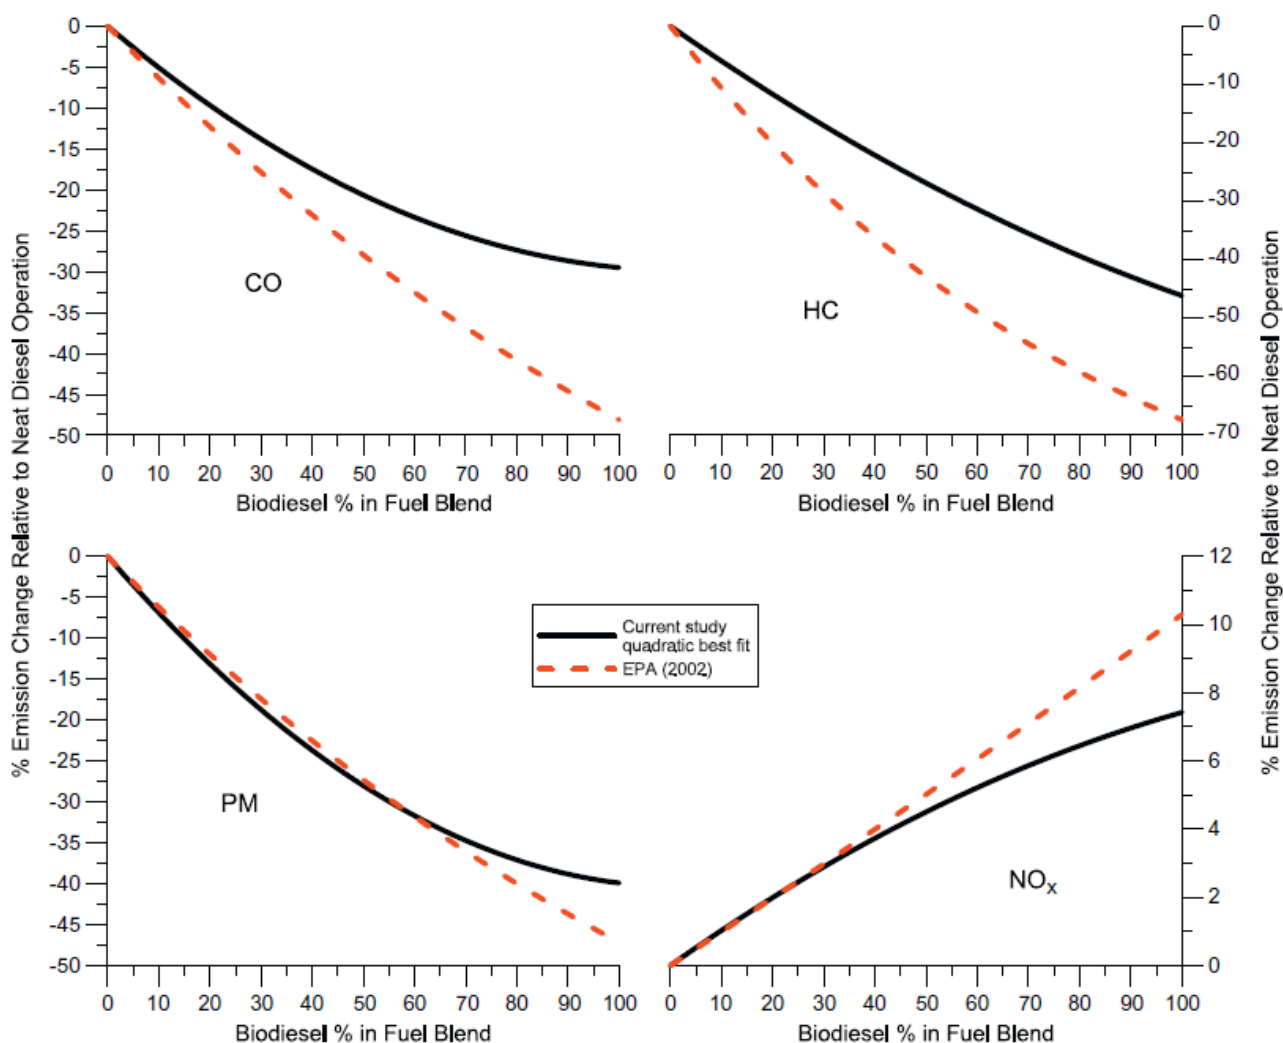 % Emission Change Relative to Neat Diesel Operation
0
-5
-10
-15
-20
-25
-30
-35
-40
-45
-50
CO
0 10 20 30 40 50 60 70 80 90 100
Biodiesel % in Fuel Blend
0
-10
-20
-30
-40
-50
-60
-70
HC
0 10 20 30 40 50 60 70 80 90 100
Biodiesel % in Fuel Blend
% Emission Change Relative to Neat Diesel Operation
0
-5
-10
-15
-20
-25
-30
-35
-40
-45
-50
PM
0 10 20 30 40 50 60 70 80 90 100
Biodiesel % in Fuel Blend
Current study
quadratic best fit
EPA (2002)
12
10
8
6
4
2
0
NOx
0 10 20 30 40 50 60 70 80 90 100
Biodiesel % in Fuel Blend